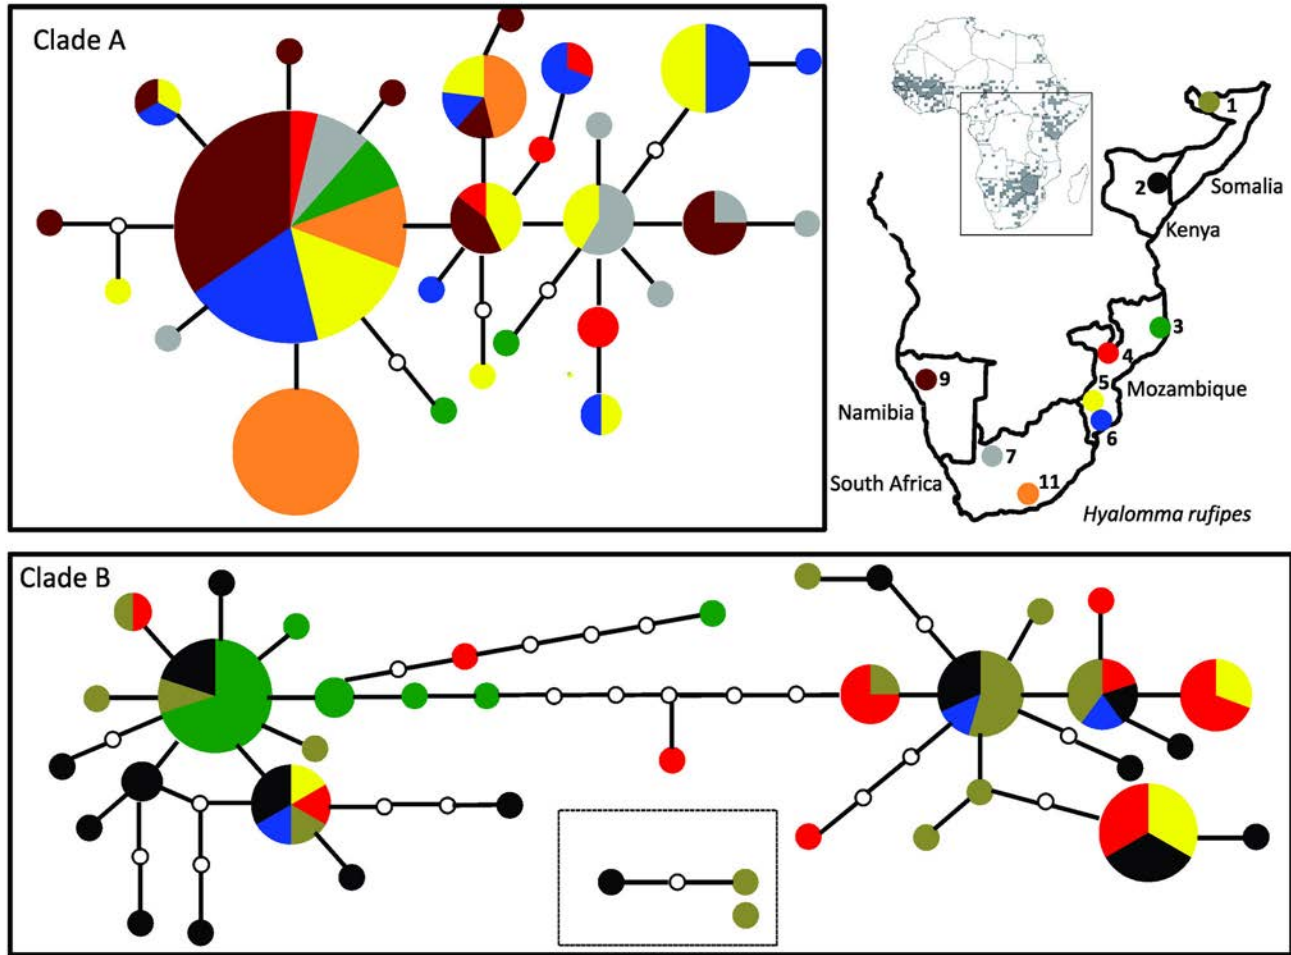 Clade A
1
2
Somalia
Kenya
3
4
5
Mozambique
9
6
Namibia
7
South Africa
11
Hyalomma rufipes
Clade B